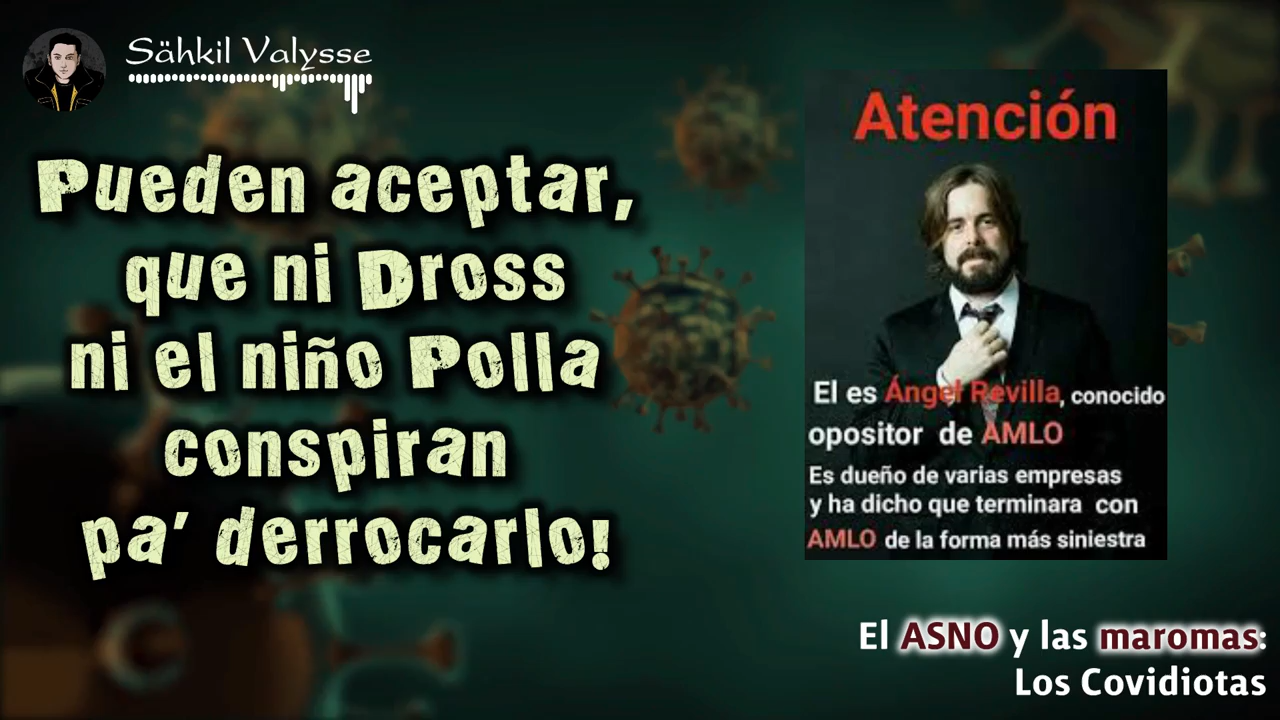 Sähkil Valysse
Pueden aceptar,
que ni Dross
ni el niño Polla
conspiran
pa' derrocarlo!
Atención
El es Ángel Revilla, conocido
opositor de AMLO
Es dueño de varias empresas
y ha dicho que terminara con
AMLO de la forma más siniestra
El ASNO y las maromas:
Los Covidiotas